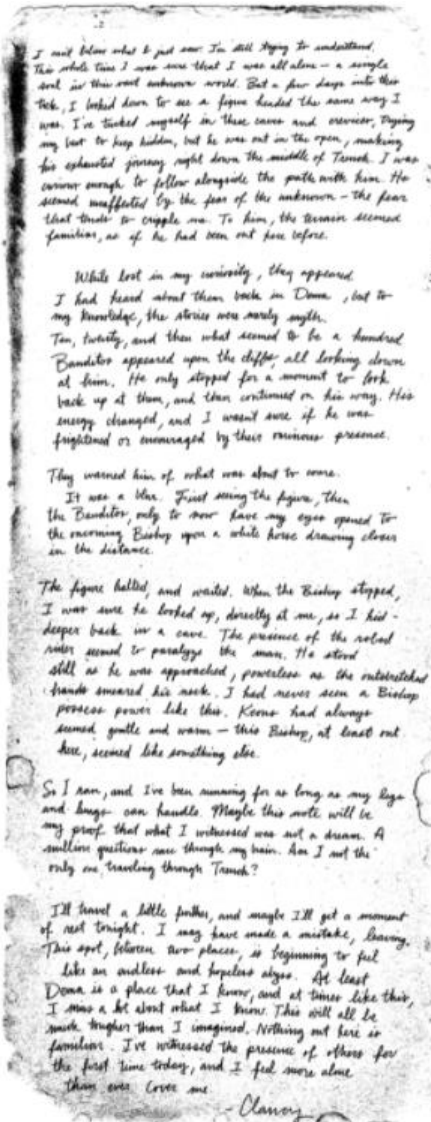 I can't believe what I just saw. I'm still trying to understand.
This whole time I was sure that I was all alone – a single
soul in this vast unknown world. But a few days into this
trek, I looked down to see a figure headed the same way I
was. I've tucked myself in these caves and crevices, trying
my best to keep hidden, but he was out in the open, making
his exhausted journey right down the middle of Trench. I was
curious enough to follow alongside the path with him. He
seemed unaffected by the fear of the unknown – the fear
that tends to cripple me. To him, the terrain seemed
familiar, as if he had been out here before.
While lost in my curiosity, they appeared.
I had heard about them back in Dema, but to
my knowledge, the stories were merely myth.
Ten, twenty, and then what seemed to be a hundred
Banditos appeared upon the cliffs, all looking down
at him. He only stopped for a moment to look
back up at them, and then continued on his way. His
energy changed, and I wasn't sure if he was
frightened or encouraged by their ominous presence.
They warned him of what was about to come.
It was a blur. First seeing the figure, then
the Banditos, only to now have my eyes opened to
the oncoming Bishop upon a white horse drawing closer
in the distance.
The figure halted, and waited. When the Bishop stopped,
I was sure he looked up, directly at me, so I hid
deeper back in a cave. The presence of the robed
rider seemed to paralyze the man. He stood
still as he was approached, powerless as the outstretched
hands smeared his neck. I had never seen a Bishop
possess power like this. Keons had always
seemed gentle and warm – this Bishop, at least out
here, seemed like something else.
So I ran, and I've been running for as long as my legs
and lungs can handle. Maybe this note will be
my proof that what I witnessed was not a dream. A
million questions race through my brain. Am I not the
only one traveling through Trench?
I'll travel a little further, and maybe I'll get a moment
of rest tonight. I may have made a mistake, leaving.
This spot, between two places, is beginning to feel
like an endless and hopeless abyss. At least
Dema is a place that I know, and at times like this,
I miss a lot about what I know. This will all be
much tougher than I imagined. Nothing out here is
familiar. I've witnessed the presence of others for
the first time today, and I feel more alone
than ever. Cover me.
- Clancy